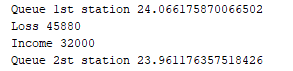 Queue 1st station 24.066175870066502
Loss 45880
Income 32000
Queue 2st station 23.961176357518426